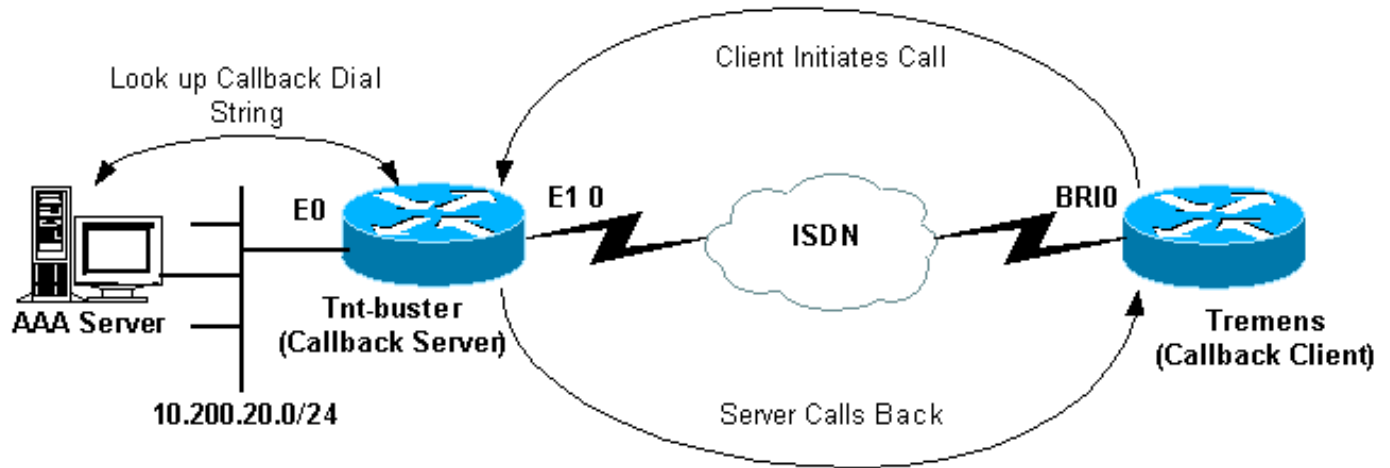 Client Initiates Call
Look up Callback Dial
String
E0
E1 0
ISDN
BRI0
AAA Server
Tnt-buster
(Callback Server)
Tremens
(Callback Client)
10.200.20.0/24
Server Calls Back